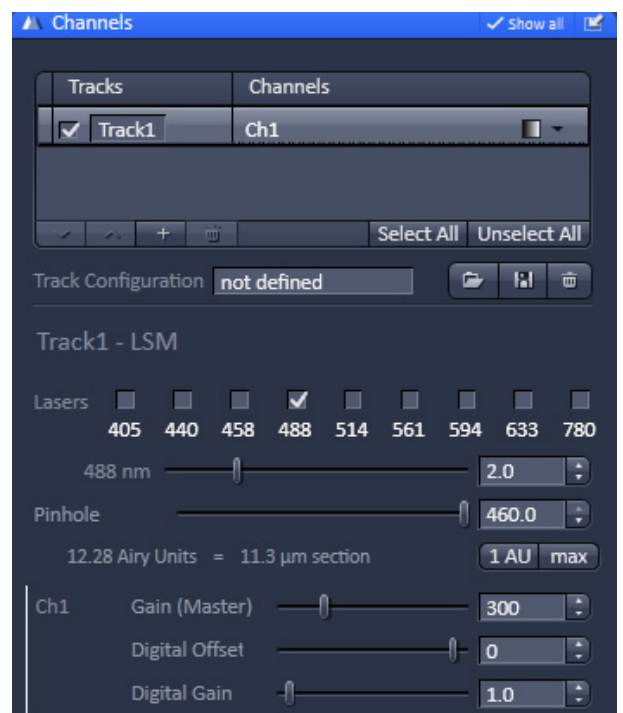 Channels Show all
Tracks Channels
Track1 Ch1
Select All Unselect All
Track Configuration not defined
Track1 - LSM
Lasers
405 440 458 488 514 561 594 633 780
488 nm 2.0
Pinhole 460.0
12.28 Airy Units = 11.3 µm section 1 AU max
Ch1 Gain (Master) 300
Digital Offset 0
Digital Gain 1.0